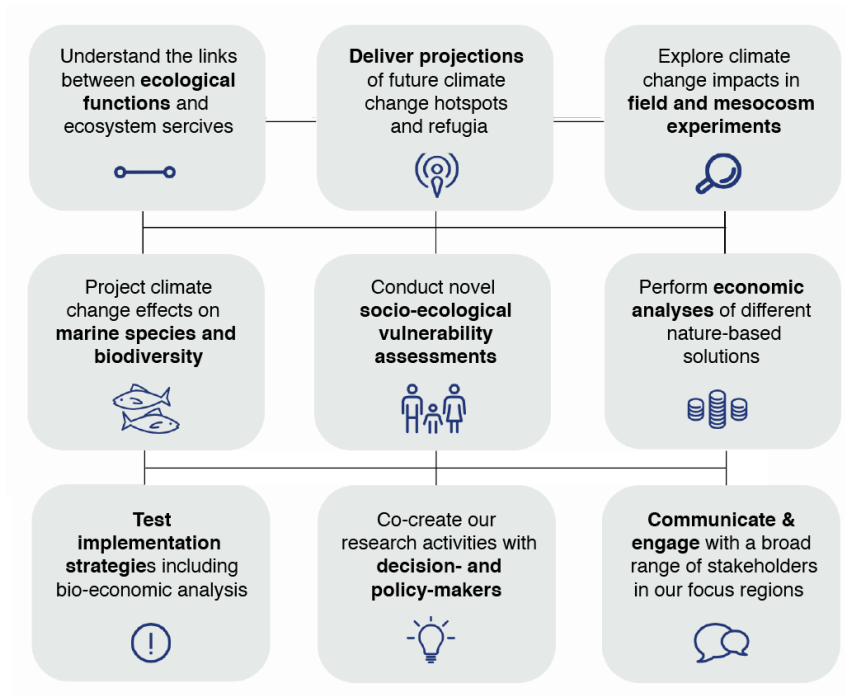 Understand the links
between ecological
functions and
ecosystem sercives
Deliver projections
of future climate
change hotspots
and refugia
Explore climate
change impacts in
field and mesocosm
experiments
Project climate
change effects on
marine species and
biodiversity
Conduct novel
socio-ecological
vulnerability
assessments
Perform economic
analyses of different
nature-based
solutions
Test
implementation
strategies including
bio-economic analysis
Co-create our
research activities with
decision- and
policy-makers
Communicate &
engage with a broad
range of stakeholders
in our focus regions